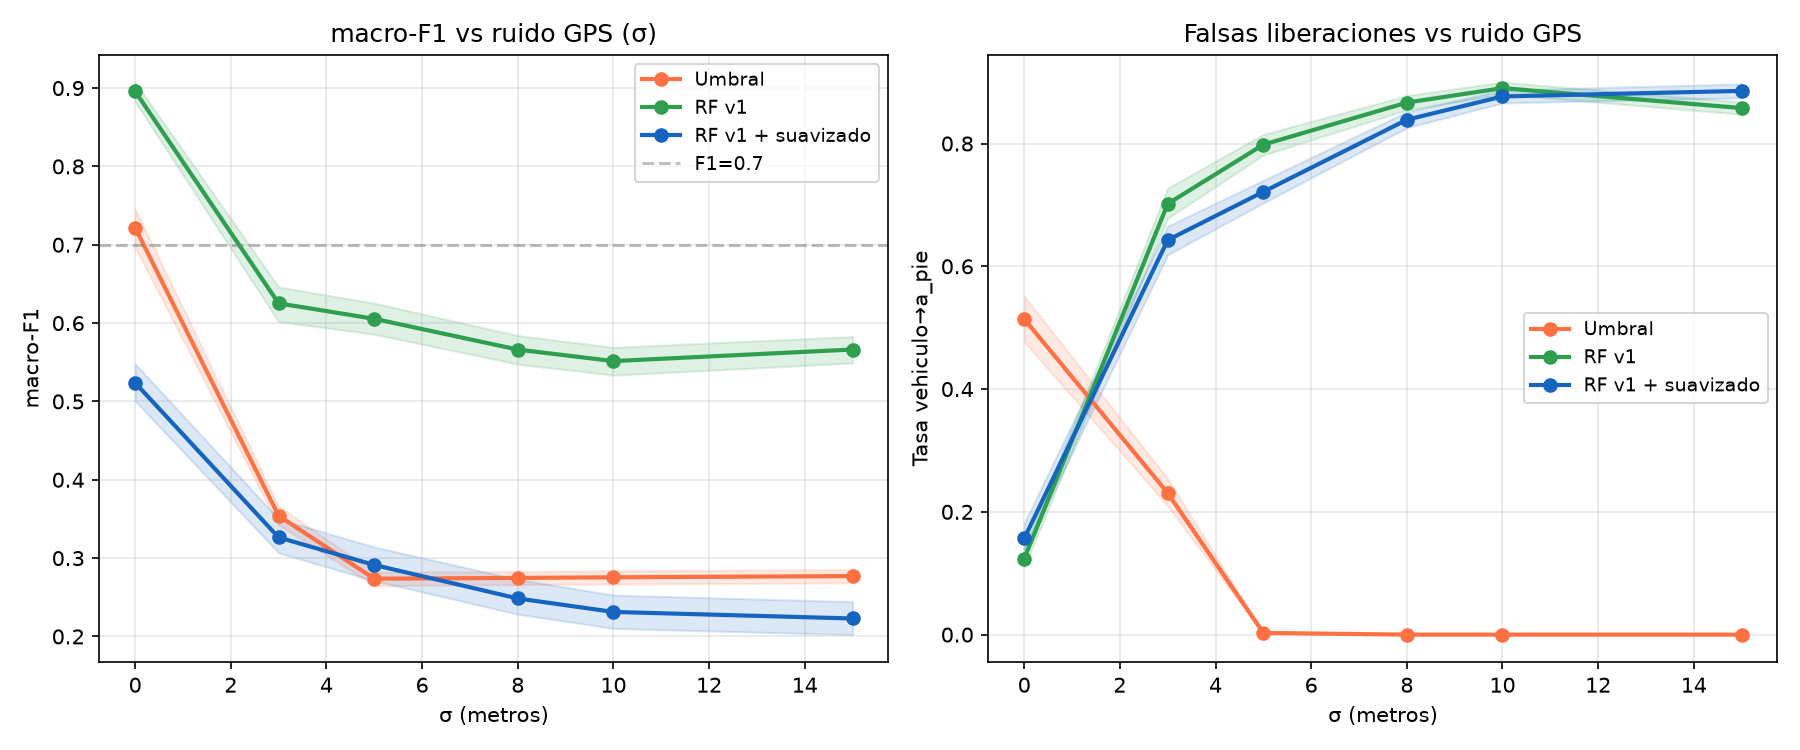 macro-F1 vs ruido GPS (σ)
macro-F1
0.9
0.8
0.7
0.6
0.5
0.4
0.3
0.2
Umbral
RF v1
RF v1 + suavizado
F1=0.7
0 2 4 6 8 10 12 14
σ (metros)
Falsas liberaciones vs ruido GPS
Tasa vehiculo→a_pie
0.8
0.6
0.4
0.2
0.0
Umbral
RF v1
RF v1 + suavizado
0 2 4 6 8 10 12 14
σ (metros)